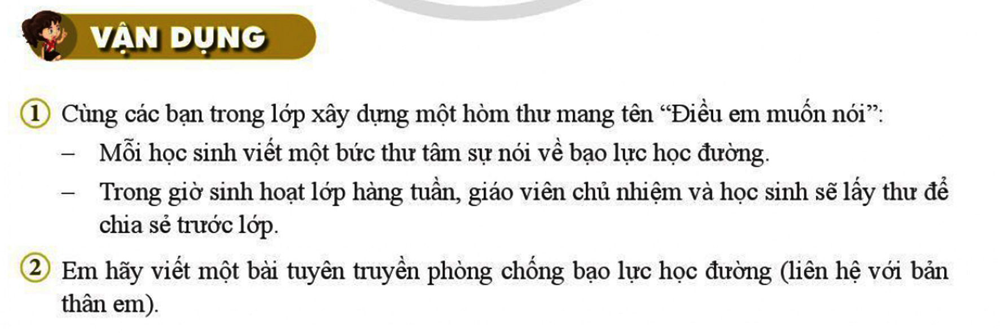 VẬN DỤNG
1 Cùng các bạn trong lớp xây dựng một hòm thư mang tên “Điều em muốn nói”:
– Mỗi học sinh viết một bức thư tâm sự nói về bạo lực học đường.
– Trong giờ sinh hoạt lớp hàng tuần, giáo viên chủ nhiệm và học sinh sẽ lấy thư để
chia sẻ trước lớp.
2 Em hãy viết một bài tuyên truyền phòng chống bạo lực học đường (liên hệ với bản
thân em).